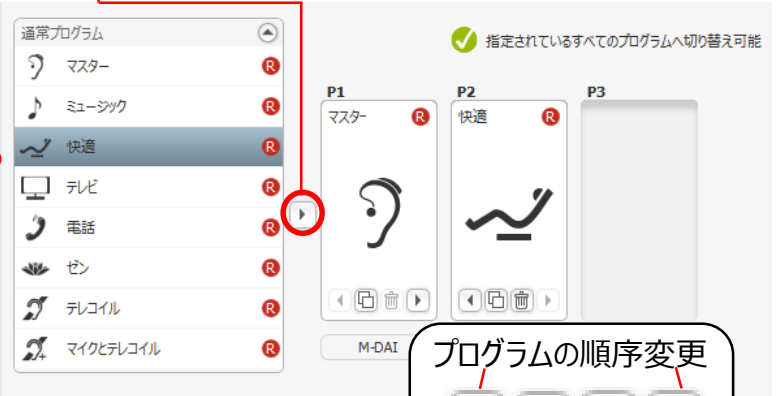 通常プログラム
マスター R
ミュージック R
快適 R
テレビ R
電話 R
ゼン R
テレコイル R
マイクとテレコイル R
指定されているすべてのプログラムへ切り替え可能
P1 P2 P3
マスター R 快適 R
M-DAI
プログラムの順序変更